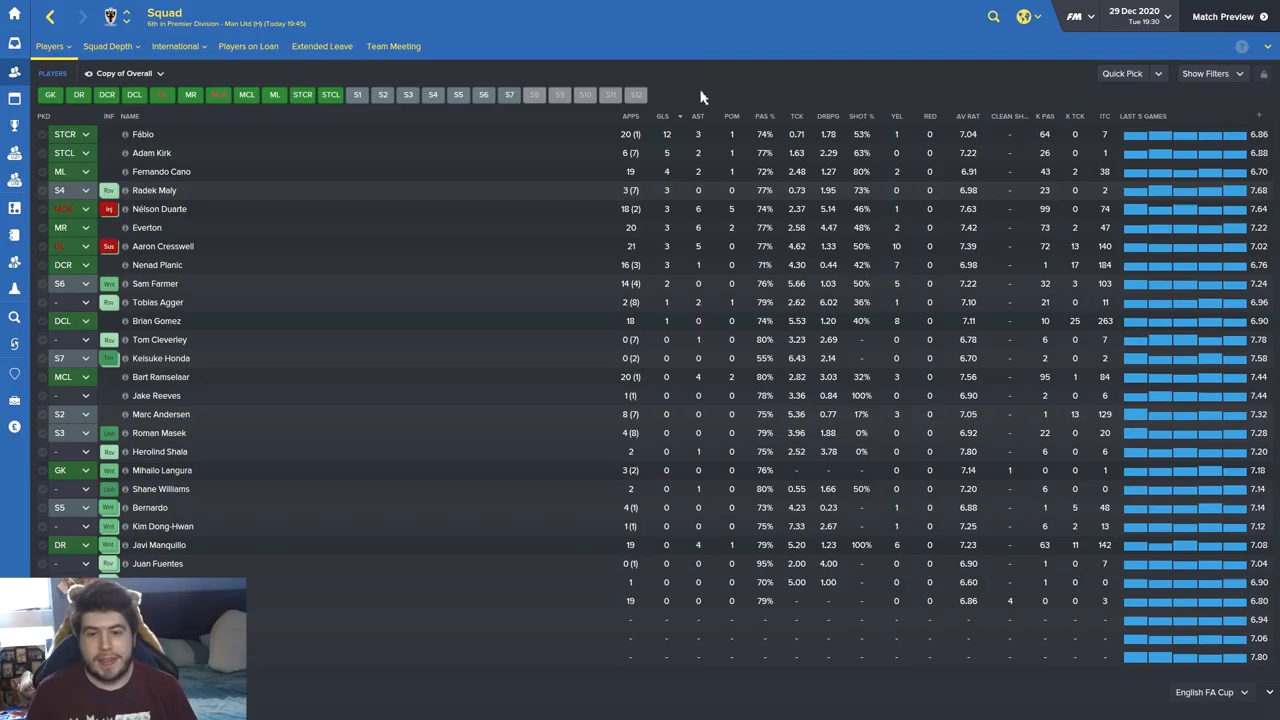 Squad
6th in Premier Division - Man Utd (H) (Today 19:45)
FM
29 Dec 2020
Tue 19:30
Match Preview
Players
Squad Depth
International
Players on Loan
Extended Leave
Team Meeting
?
PLAYERS
Copy of Overall
Quick Pick
Show Filters
GK DR DCR DCL DL MR MCR MCL ML STCR STCL S1 S2 S3 S4 S5 S6 S7 S8 S9 S10 S11 S12
PKD INF NAME APPS GLS AST POM PAS % TCK DRBPG SHOT % YEL RED AV RAT CLEAN SH... K PAS K TCK ITC LAST 5 GAMES
STCR Fábio 20 (1) 12 3 1 74% 0.71 1.78 53% 1 0 7.04 - 64 0 7 6.86
STCL Adam Kirk 6 (7) 5 2 1 77% 1.63 2.29 63% 0 0 7.22 - 26 0 1 6.88
ML Fernando Cano 19 4 2 1 72% 2.48 1.27 80% 2 0 6.91 - 43 2 38 6.70
S4 Rsv Radek Maly 3 (7) 3 0 0 77% 0.73 1.95 73% 0 0 6.98 - 23 0 2 7.68
MCR Inj Nélson Duarte 18 (2) 3 6 5 74% 2.37 5.14 46% 1 0 7.63 - 99 0 74 7.64
MR Everton 20 3 6 2 77% 2.58 4.47 48% 2 0 7.42 - 73 2 47 7.22
DL Sus Aaron Cresswell 21 3 5 0 77% 4.62 1.33 50% 10 0 7.39 - 72 13 140 7.02
DCR Nenad Planic 16 (3) 3 1 0 71% 4.30 0.44 42% 7 0 6.98 - 1 17 184 6.76
S6 Wnt Sam Farmer 14 (4) 2 0 0 76% 5.66 1.03 50% 5 0 7.22 - 32 3 103 7.24
- Rsv Tobias Agger 2 (8) 1 2 1 79% 2.62 6.02 36% 1 0 7.10 - 21 0 11 6.96
DCL Brian Gomez 18 1 0 0 74% 5.53 1.20 40% 8 0 7.11 - 10 25 263 6.90
- Rsv Tom Cleverley 0 (7) 0 1 0 80% 3.23 2.69 - 0 0 6.78 - 6 0 7 7.78
S7 Keisuke Honda 0 (2) 0 0 0 55% 6.43 2.14 - 0 0 6.70 - 2 0 2 7.58
MCL Bart Ramselaar 20 (1) 0 4 2 80% 2.82 3.03 32% 3 0 7.56 - 95 1 84 7.44
- Jake Reeves 1 (1) 0 0 0 78% 3.36 0.84 100% 0 0 6.90 - 2 0 6 7.44
S2 Marc Andersen 8 (7) 0 0 0 75% 5.36 0.77 17% 3 0 7.05 - 1 13 129 7.32
S3 Unh Roman Masek 4 (8) 0 0 0 79% 3.96 1.88 0% 0 0 6.92 - 22 0 20 7.28
- Rsv Herolind Shala 2 0 1 0 75% 2.52 3.78 0% 0 0 7.80 - 6 0 6 7.20
GK Wnt Mihailo Langura 3 (2) 0 0 0 76% - - - 0 0 7.14 1 0 0 1 7.18
- Unh Shane Williams 2 0 1 0 80% 0.55 1.66 50% 0 0 7.20 - 6 0 0 7.14
S5 Wnt Bernardo 4 (1) 0 0 0 73% 4.23 0.23 - 1 0 6.88 - 1 5 48 7.14
- Wnt Kim Dong-Hwan 1 (1) 0 0 0 75% 7.33 2.67 - 1 0 7.25 - 6 2 13 7.12
DR Wnt Javi Manquillo 19 0 4 1 79% 5.20 1.23 100% 6 0 7.23 - 63 11 142 7.08
- Rsv Juan Fuentes 0 (1) 0 0 0 95% 2.00 4.00 - 0 0 6.90 - 1 0 7 7.04
1 0 0 0 70% 5.00 1.00 - 0 0 6.60 - 1 0 0 6.90
19 0 0 0 79% - - - 0 0 6.86 4 0 0 3 6.80
- - - - - - - - - - - - - - - 6.94
- - - - - - - - - - - - - - - 7.06
- - - - - - - - - - - - - - - 7.80
English FA Cup